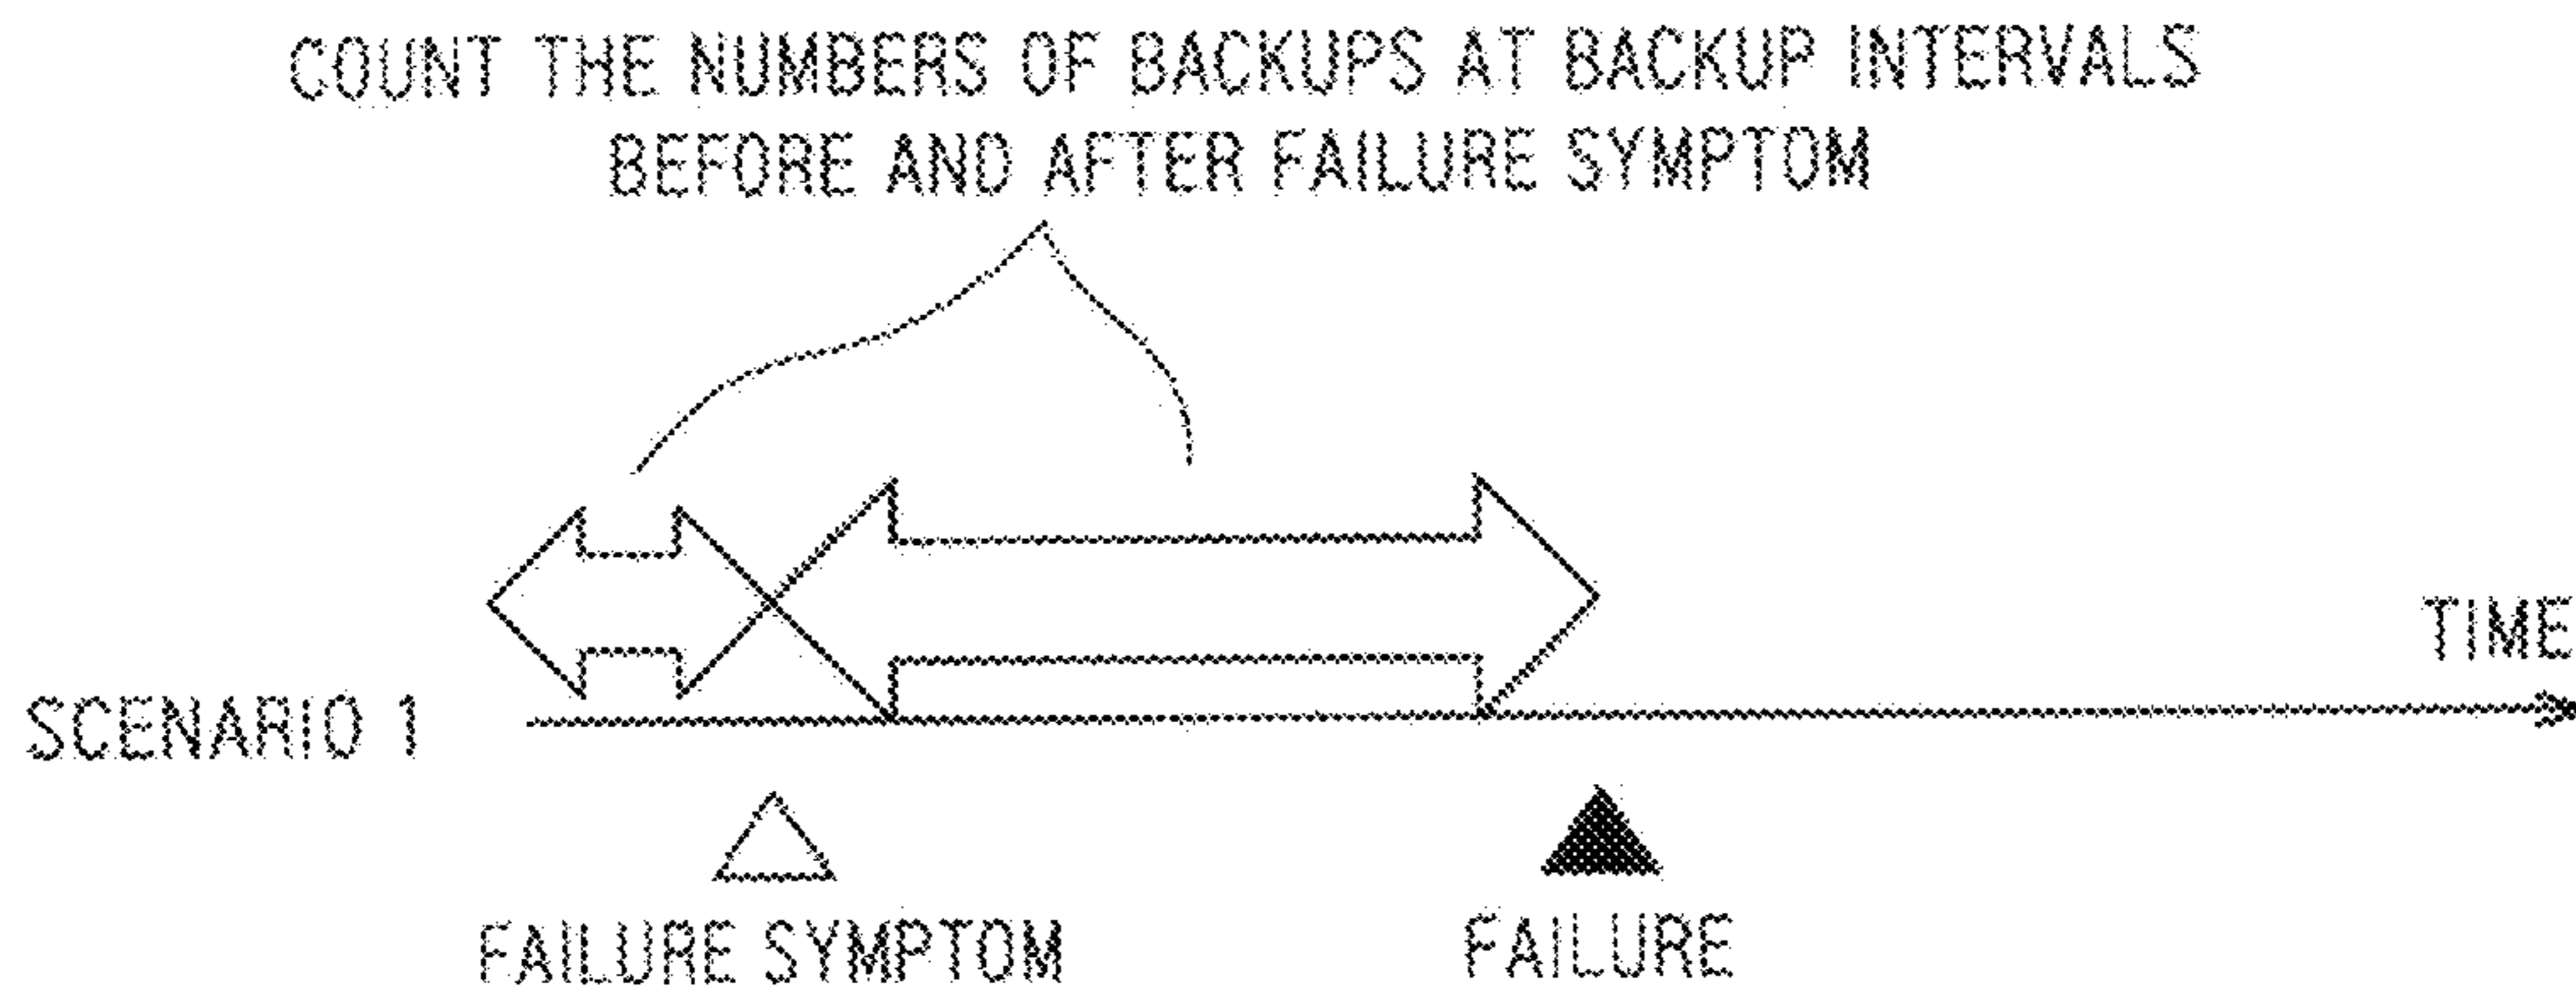 COUNT THE NUMBERS OF BACKUPS AT BACKUP INTERVALS
BEFORE AND AFTER FAILURE SYMPTOM
TIME
SCENARIO 1
FAILURE SYMPTOM
FAILURE